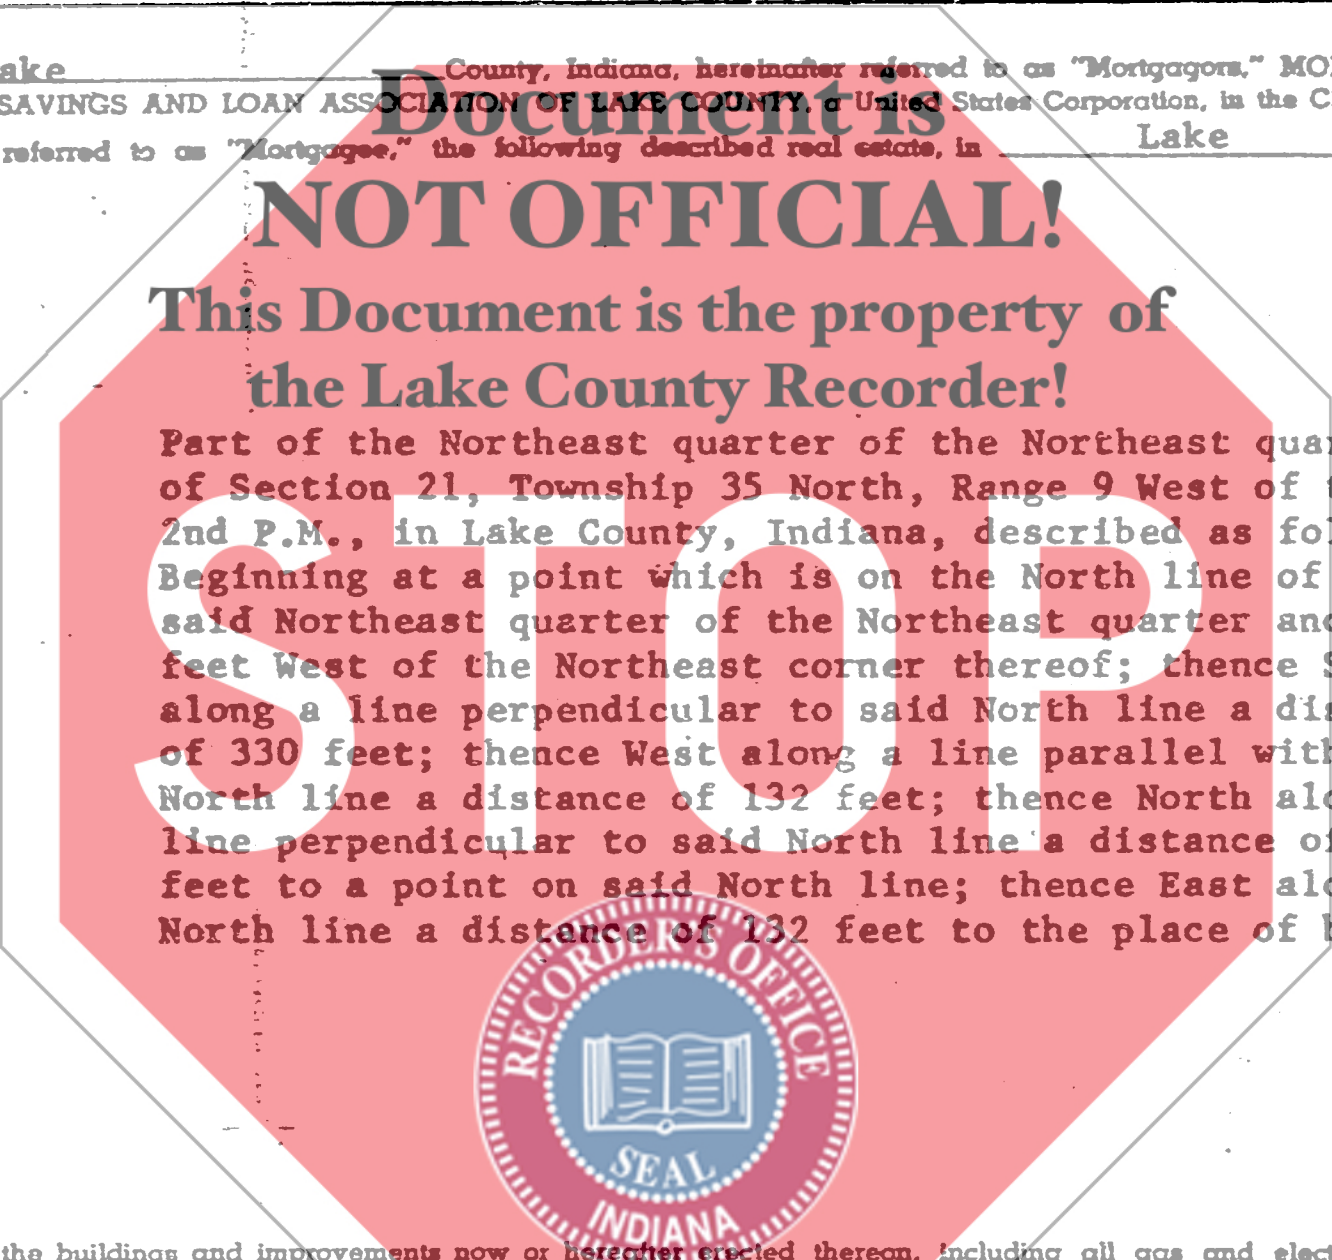 ake County, Indiana, hereinafter referred to as "Mortgagors," MO
SAVINGS AND LOAN ASSOCIATION OF LAKE COUNTY, a United States Corporation, in the C
referred to as "Mortgagee," the following described real estate, in Lake
Document is
NOT OFFICIAL!
This Document is the property of
the Lake County Recorder!
Part of the Northeast quarter of the Northeast qua
of Section 21, Township 35 North, Range 9 West of
2nd P.M., in Lake County, Indiana, described as fol
Beginning at a point which is on the North line of
said Northeast quarter of the Northeast quarter and
feet West of the Northeast corner thereof; thence S
along a line perpendicular to said North line a dis
of 330 feet; thence West along a line parallel with
North line a distance of 132 feet; thence North alo
line perpendicular to said North line a distance of
feet to a point on said North line; thence East alo
North line a distance of 132 feet to the place of b
STOP
RECORDER'S OFFICE
SEAL
INDIANA
the buildings and improvements now or hereafter erected thereon, including all gas and elect